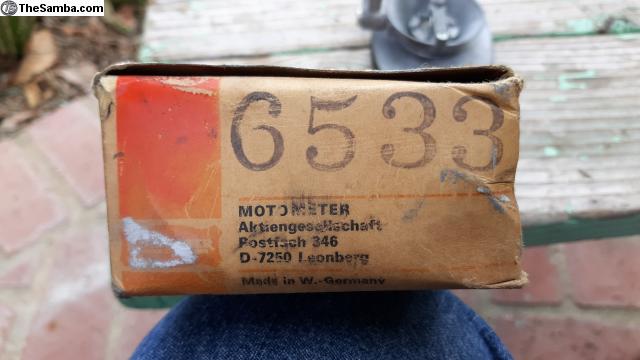 TheSamba.com
6533
MOTOMETER
Aktiengesellschaft
Postfach 346
D-7250 Leonberg
Made in W.-Germany